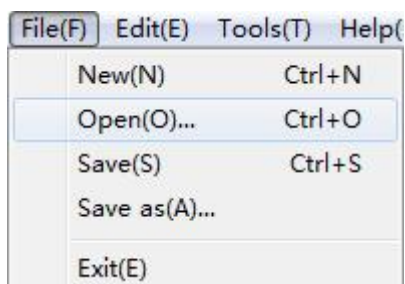 File(F) Edit(E) Tools(T) Help(
New(N) Ctrl+N
Open(O)... Ctrl+O
Save(S) Ctrl+S
Save as(A)...
Exit(E)